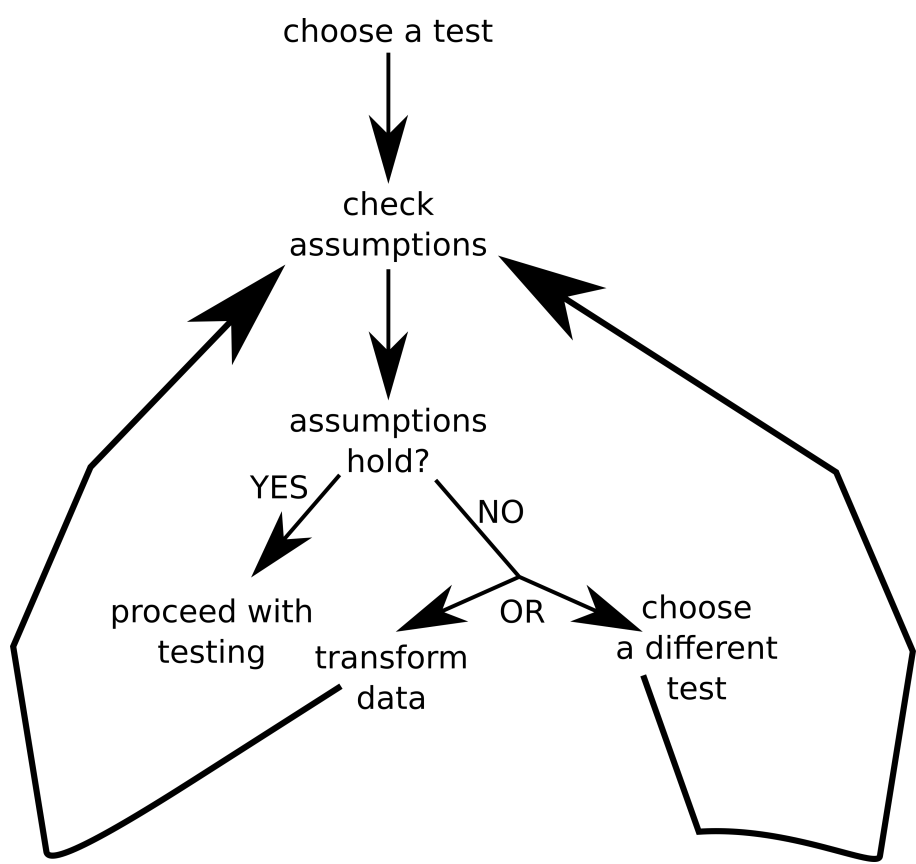 choose a test
check
assumptions
assumptions
hold?
YES
NO
OR
proceed with
testing
transform
data
choose
a different
test